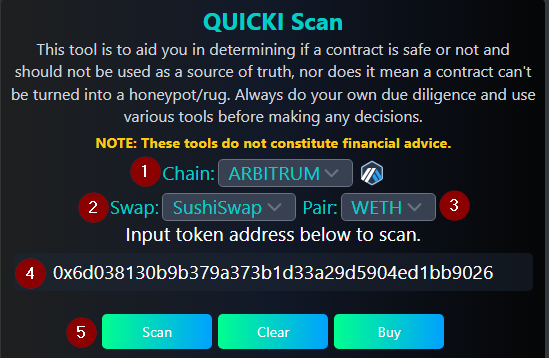 QUICKI Scan
This tool is to aid you in determining if a contract is safe or not and
should not be used as a source of truth, nor does it mean a contract can't
be turned into a honeypot/rug. Always do your own due diligence and use
various tools before making any decisions.
NOTE: These tools do not constitute financial advice.
1 Chain: ARBITRUM
2 Swap: SushiSwap Pair: WETH 3
Input token address below to scan.
4 0x6d038130b9b379a373b1d33a29d5904ed1bb9026
5 Scan Clear Buy